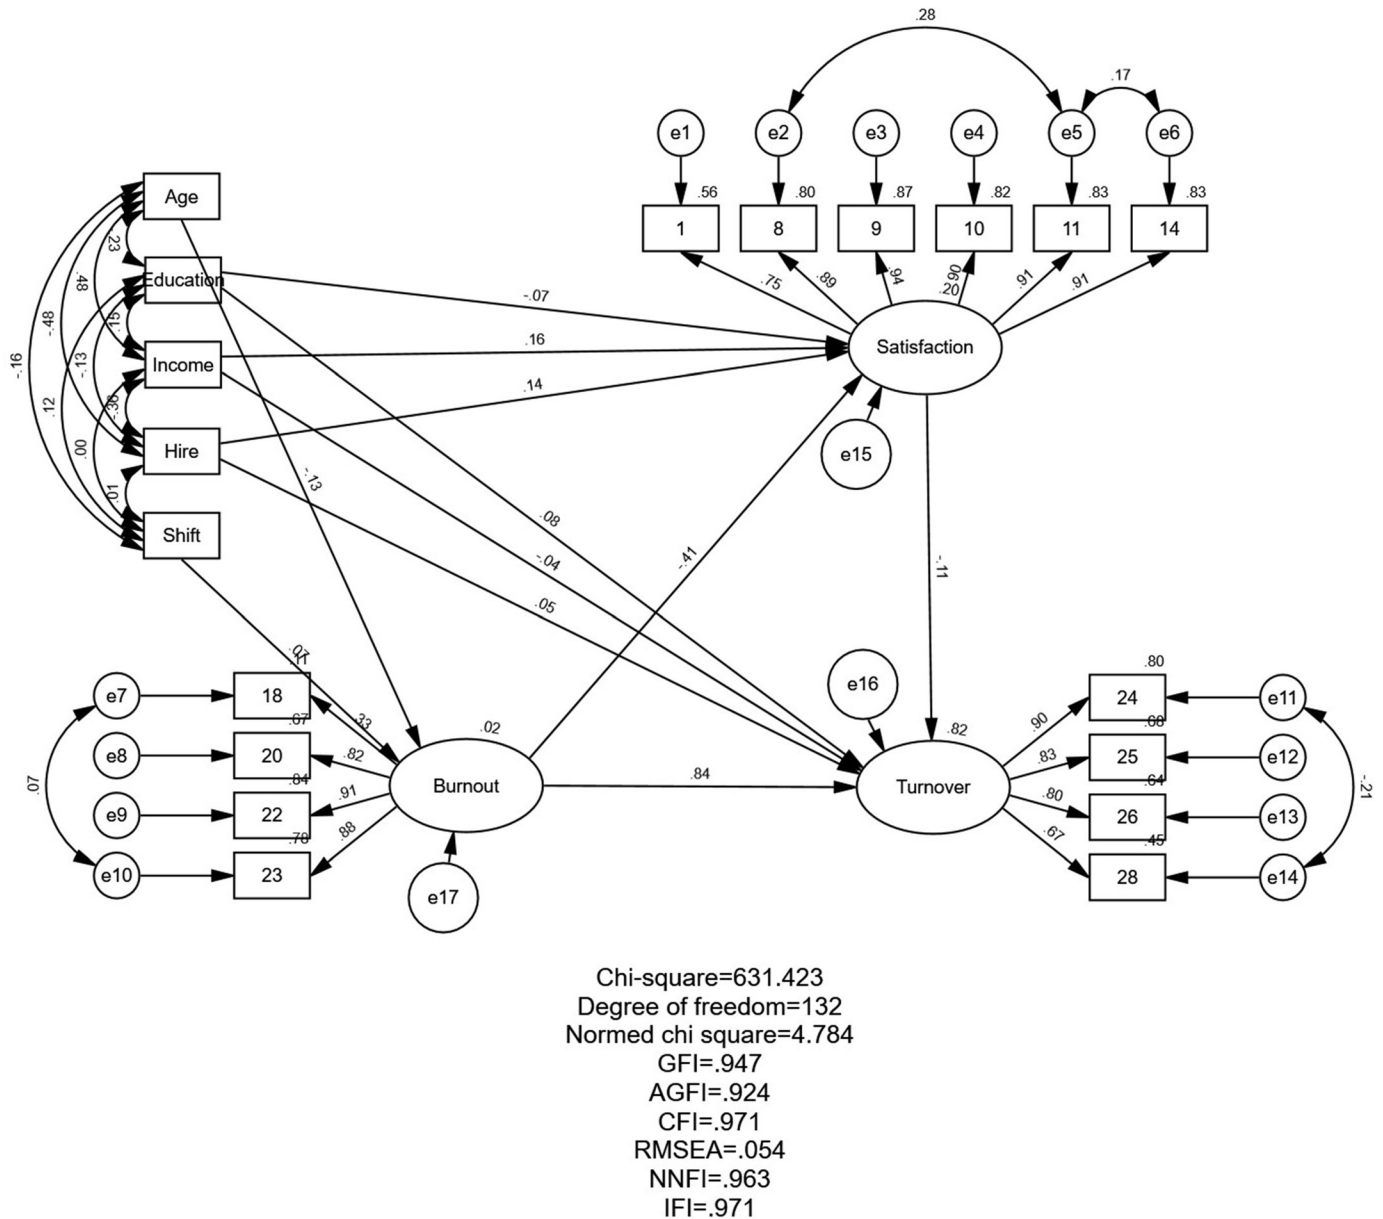 .28
.17
e1
e2
e3
e4
e5
e6
.56
.80
.87
.82
.83
.83
1
8
9
10
11
14
.75
.89
.94
.90
.91
.91
.20
Satisfaction
e15
Age
Education
Income
Hire
Shift
.23
.48
-.48
-.16
.15
-.13
.12
-.36
.00
.01
-.07
.16
.14
-.13
.08
-.04
.05
-.41
-.11
.07
.11
e7
18
.33
.67
e8
20
.82
.84
e9
22
.91
.78
e10
23
.88
.07
.02
Burnout
e17
.84
e16
.82
Turnover
.80
.90
24
e11
.68
.83
25
e12
.64
.80
26
e13
.45
.67
28
e14
-.21
Chi-square=631.423
Degree of freedom=132
Normed chi square=4.784
GFI=.947
AGFI=.924
CFI=.971
RMSEA=.054
NNFI=.963
IFI=.971